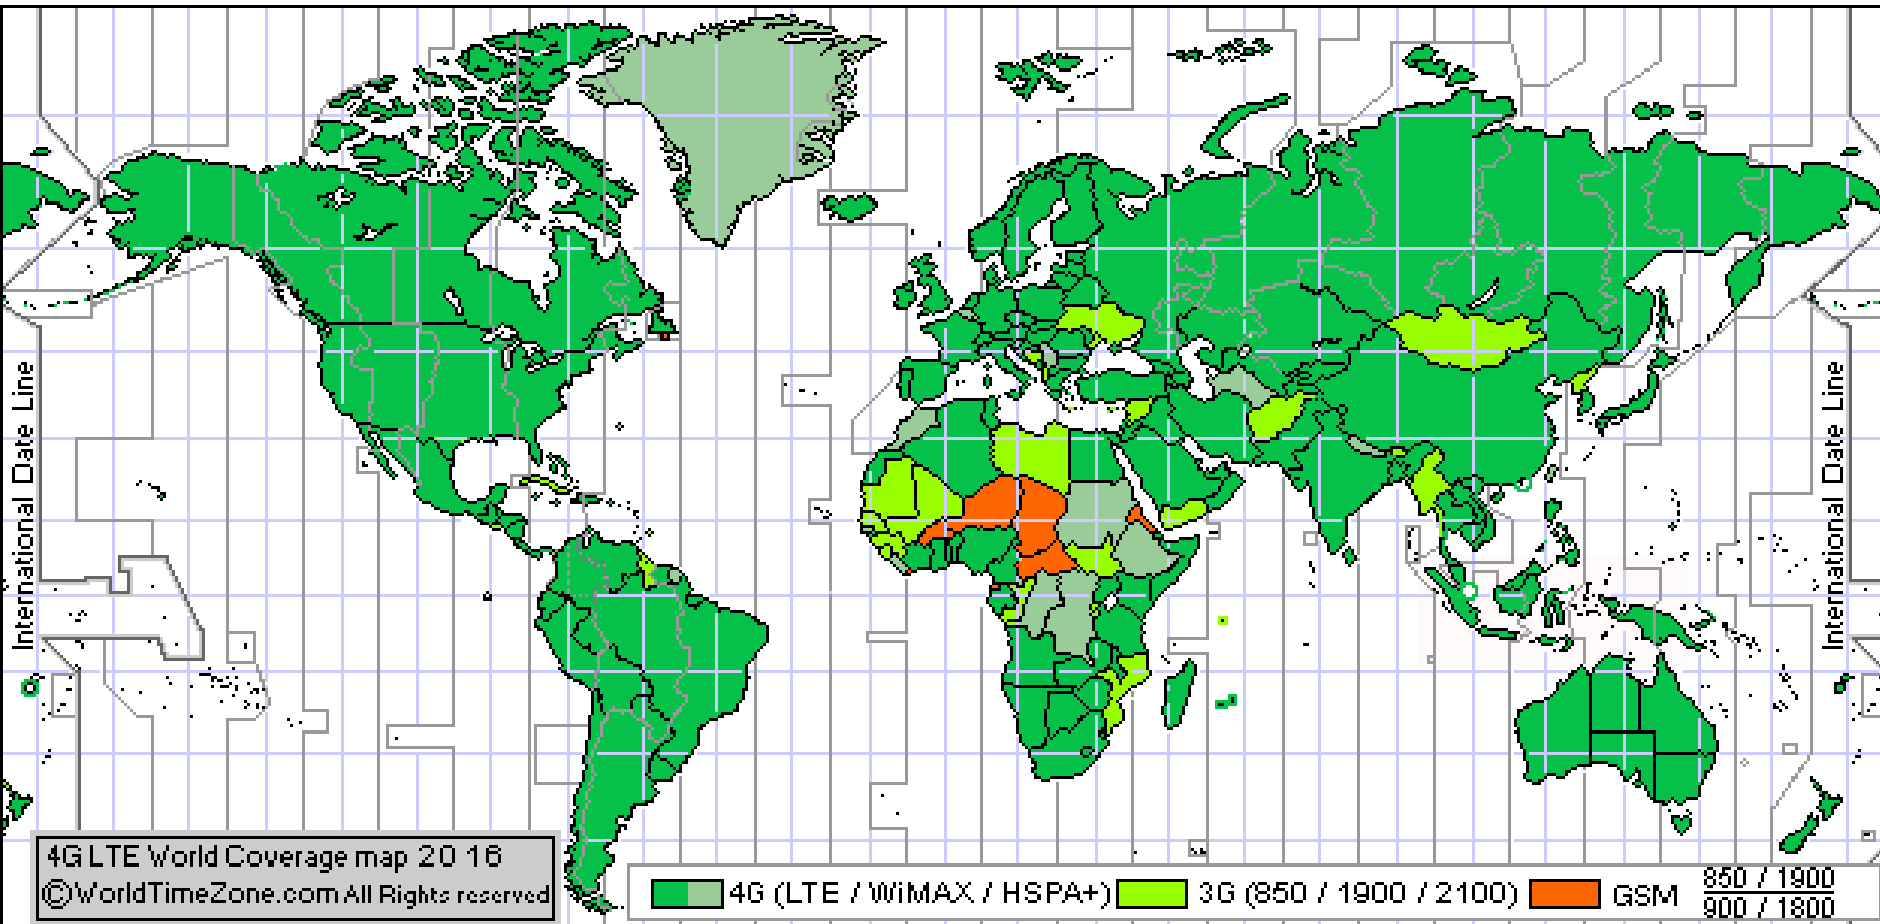 International Date Line
International Date Line
4G LTE World Coverage map 2016
©WorldTimeZone.com All Rights reserved
4G (LTE / WiMAX / HSPA+) 3G (850 / 1900 / 2100) GSM 850 / 1900
900 / 1800